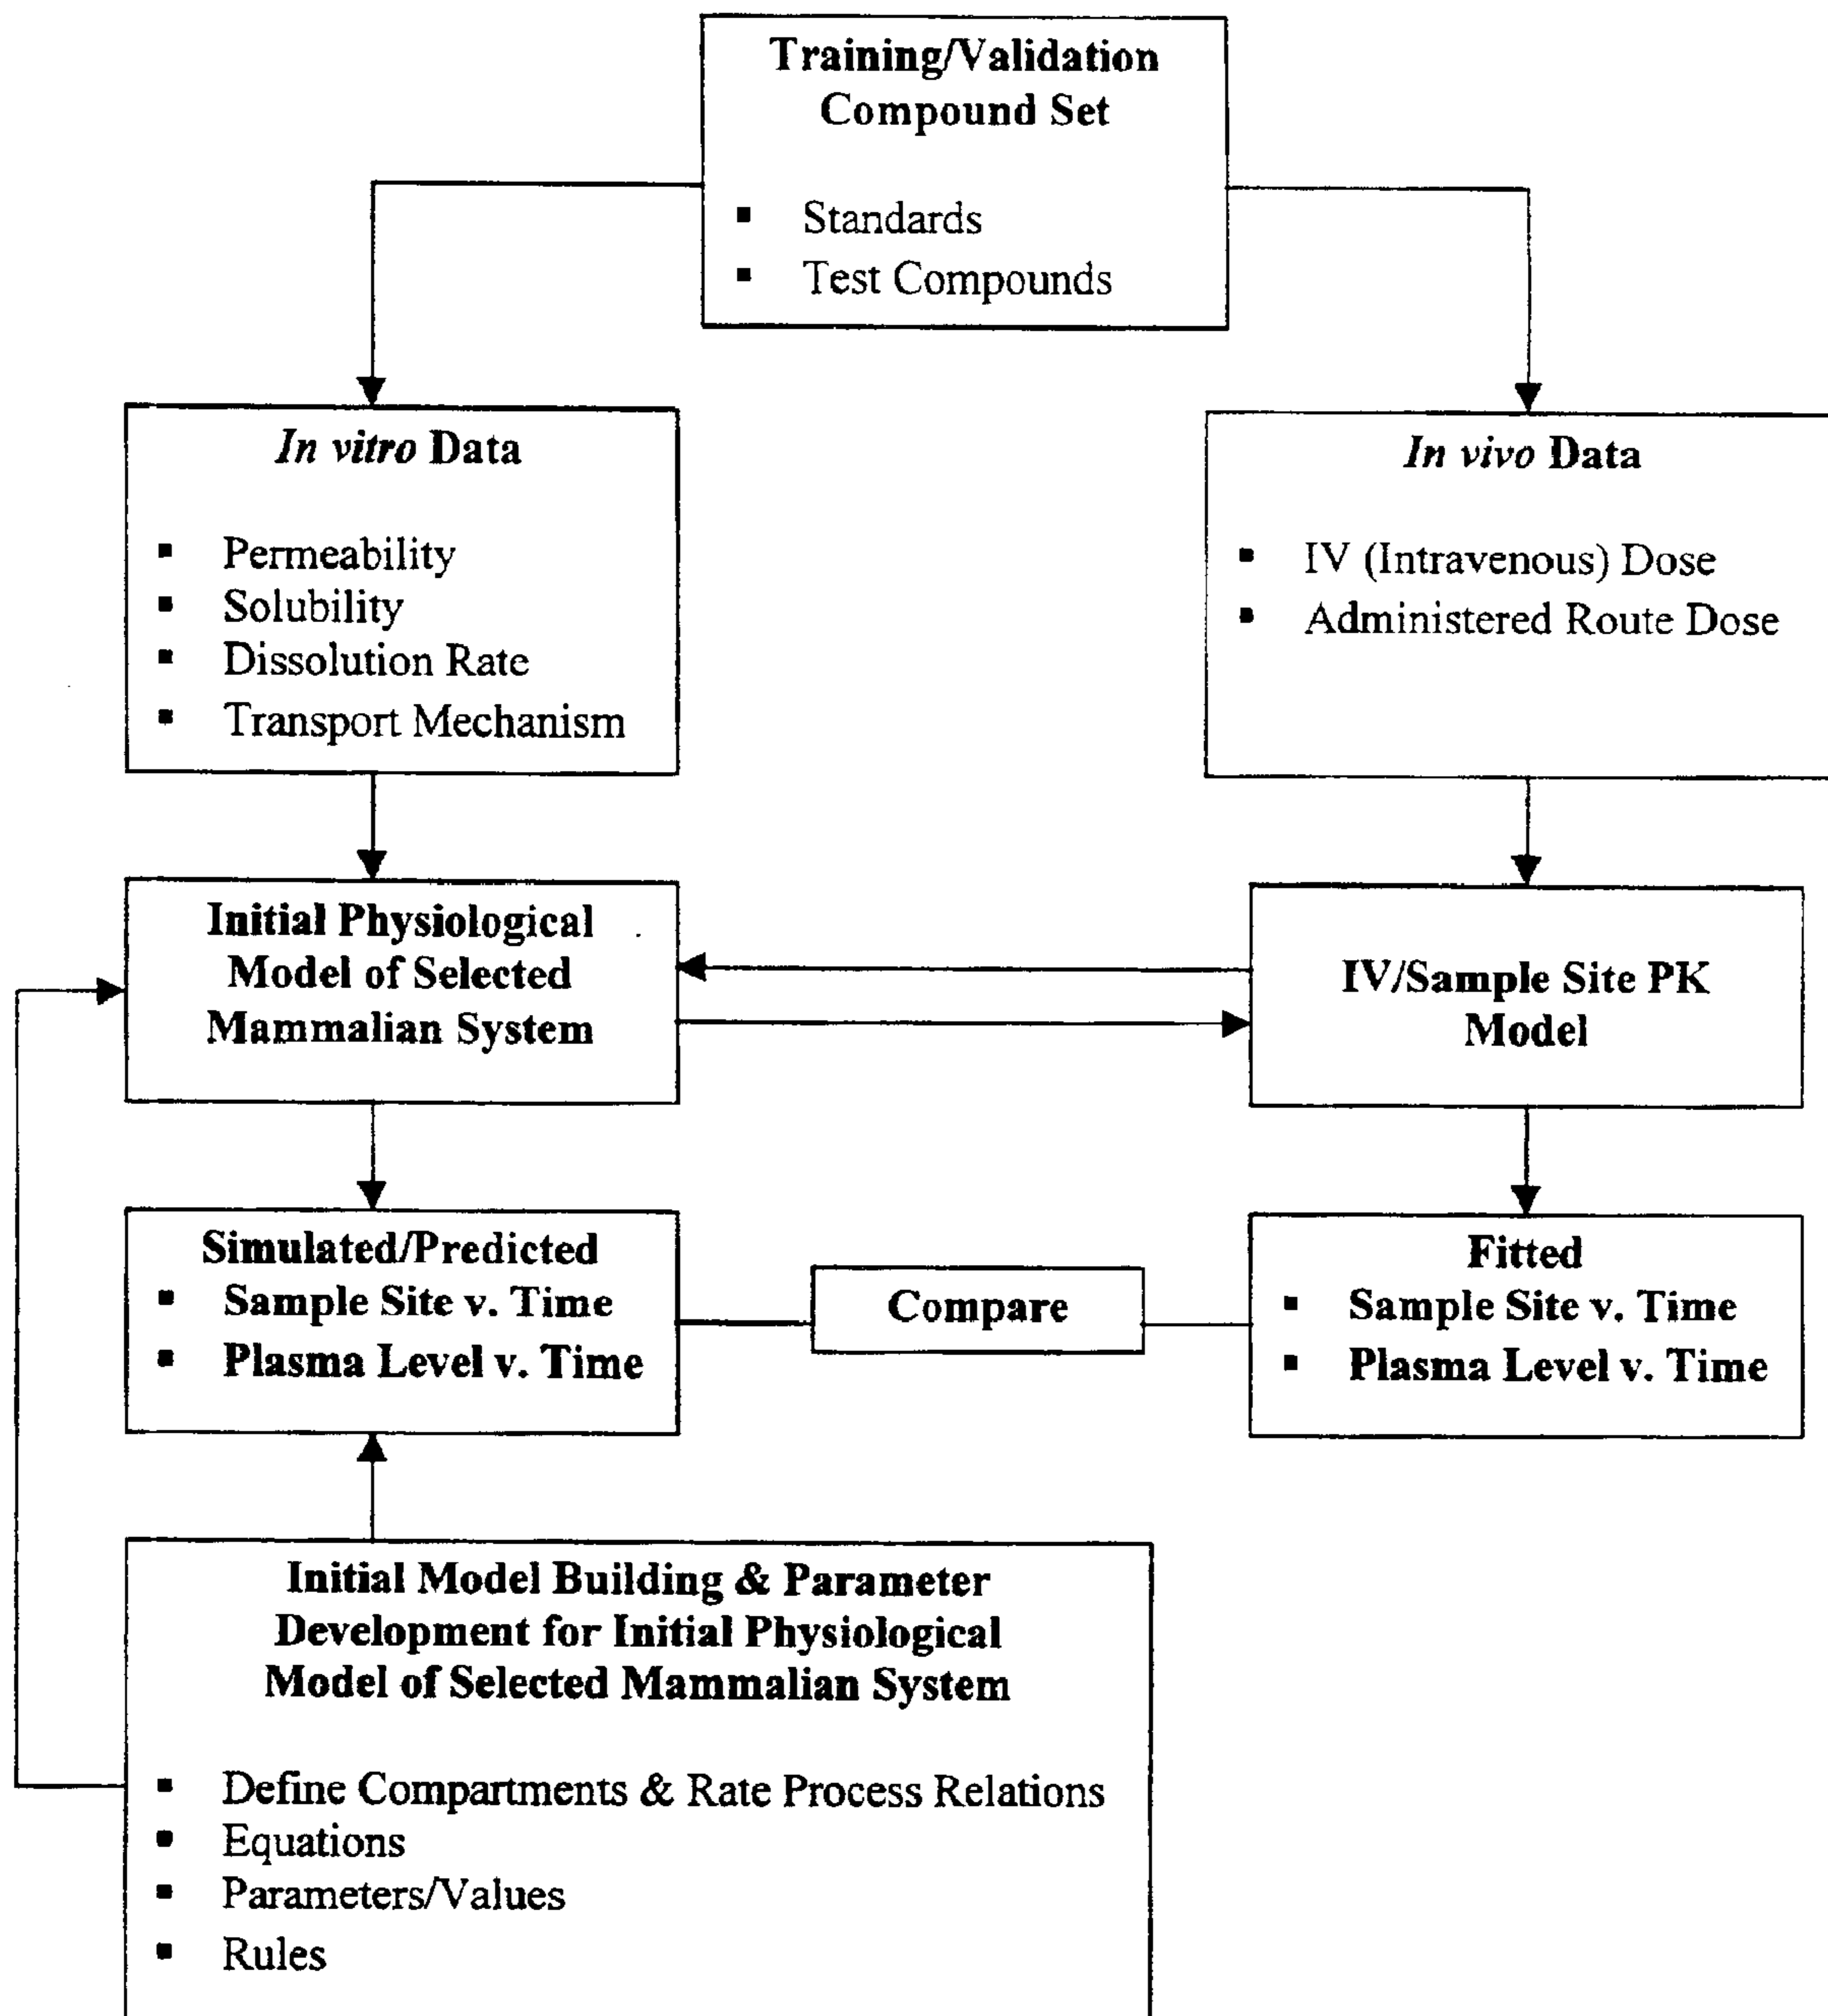 Training/Validation
Compound Set
▪ Standards
▪ Test Compounds
In vitro Data
▪ Permeability
▪ Solubility
▪ Dissolution Rate
▪ Transport Mechanism
In vivo Data
▪ IV (Intravenous) Dose
▪ Administered Route Dose
Initial Physiological
Model of Selected
Mammalian System
IV/Sample Site PK
Model
Simulated/Predicted
▪ Sample Site v. Time
▪ Plasma Level v. Time
Compare
Fitted
▪ Sample Site v. Time
▪ Plasma Level v. Time
Initial Model Building & Parameter
Development for Initial Physiological
Model of Selected Mammalian System
▪ Define Compartments & Rate Process Relations
▪ Equations
▪ Parameters/Values
▪ Rules